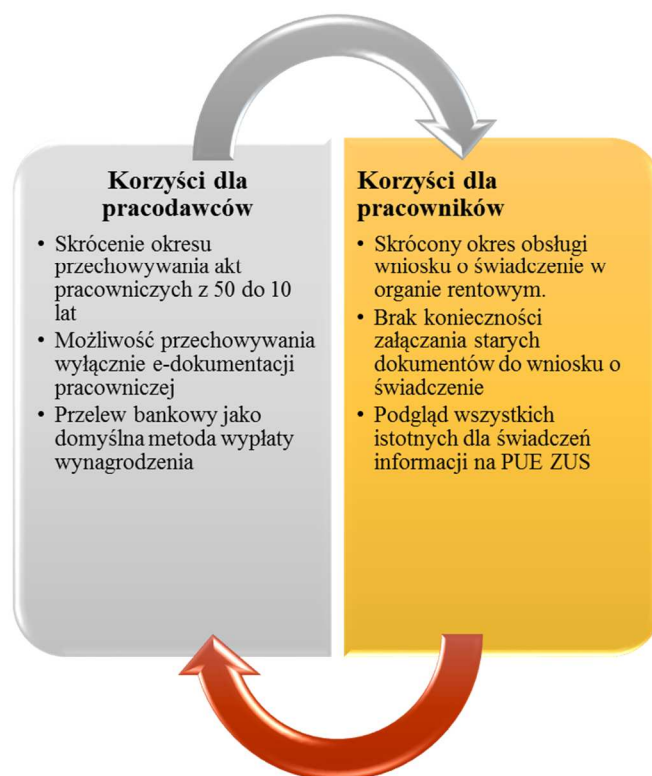 Korzyści dla
pracodawców
• Skrócenie okresu
przechowywania akt
pracowniczych z 50 do 10
lat
• Możliwość przechowywania
wyłącznie e-dokumentacji
pracowniczej
• Przelew bankowy jako
domyślna metoda wypłaty
wynagrodzenia
Korzyści dla
pracowników
• Skrócony okres obsługi
wniosku o świadczenie w
organie rentowym.
• Brak konieczności
załączania starych
dokumentów do wniosku o
świadczenie
• Podgląd wszystkich
istotnych dla świadczeń
informacji na PUE ZUS